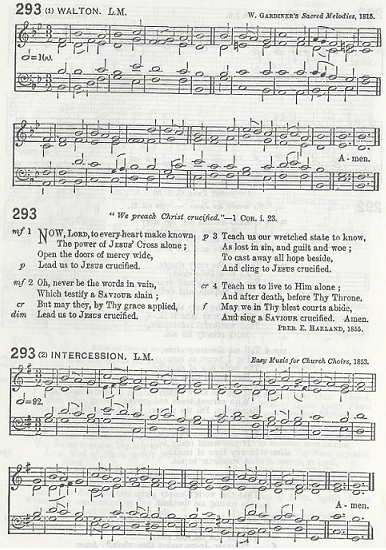 293 (1) WALTON. L.M. W. GARDINER'S Sacred Melodies, 1815.
A - men.
293 "We preach Christ crucified."—1 COR. i. 23.
mf 1 NOW, LORD, to every heart make known
The power of JESUS' Cross alone;
Open the doors of mercy wide,
p Lead us to JESUS crucified.
mf 2 Oh, never be the words in vain,
Which testify a SAVIOUR slain;
cr But may they, by Thy grace applied,
dim Lead us to JESUS crucified.
p 3 Teach us our wretched state to know,
As lost in sin, and guilt and woe;
To cast away all hope beside,
And cling to JESUS crucified.
cr 4 Teach us to live to Him alone;
And after death, before Thy Throne,
f May we in Thy blest courts abide,
And sing a SAVIOUR crucified. Amen.
PREB. E. HARLAND, 1855.
293 (2) INTERCESSION. L.M. Easy Music for Church Choirs, 1853.
=92.
A - men.